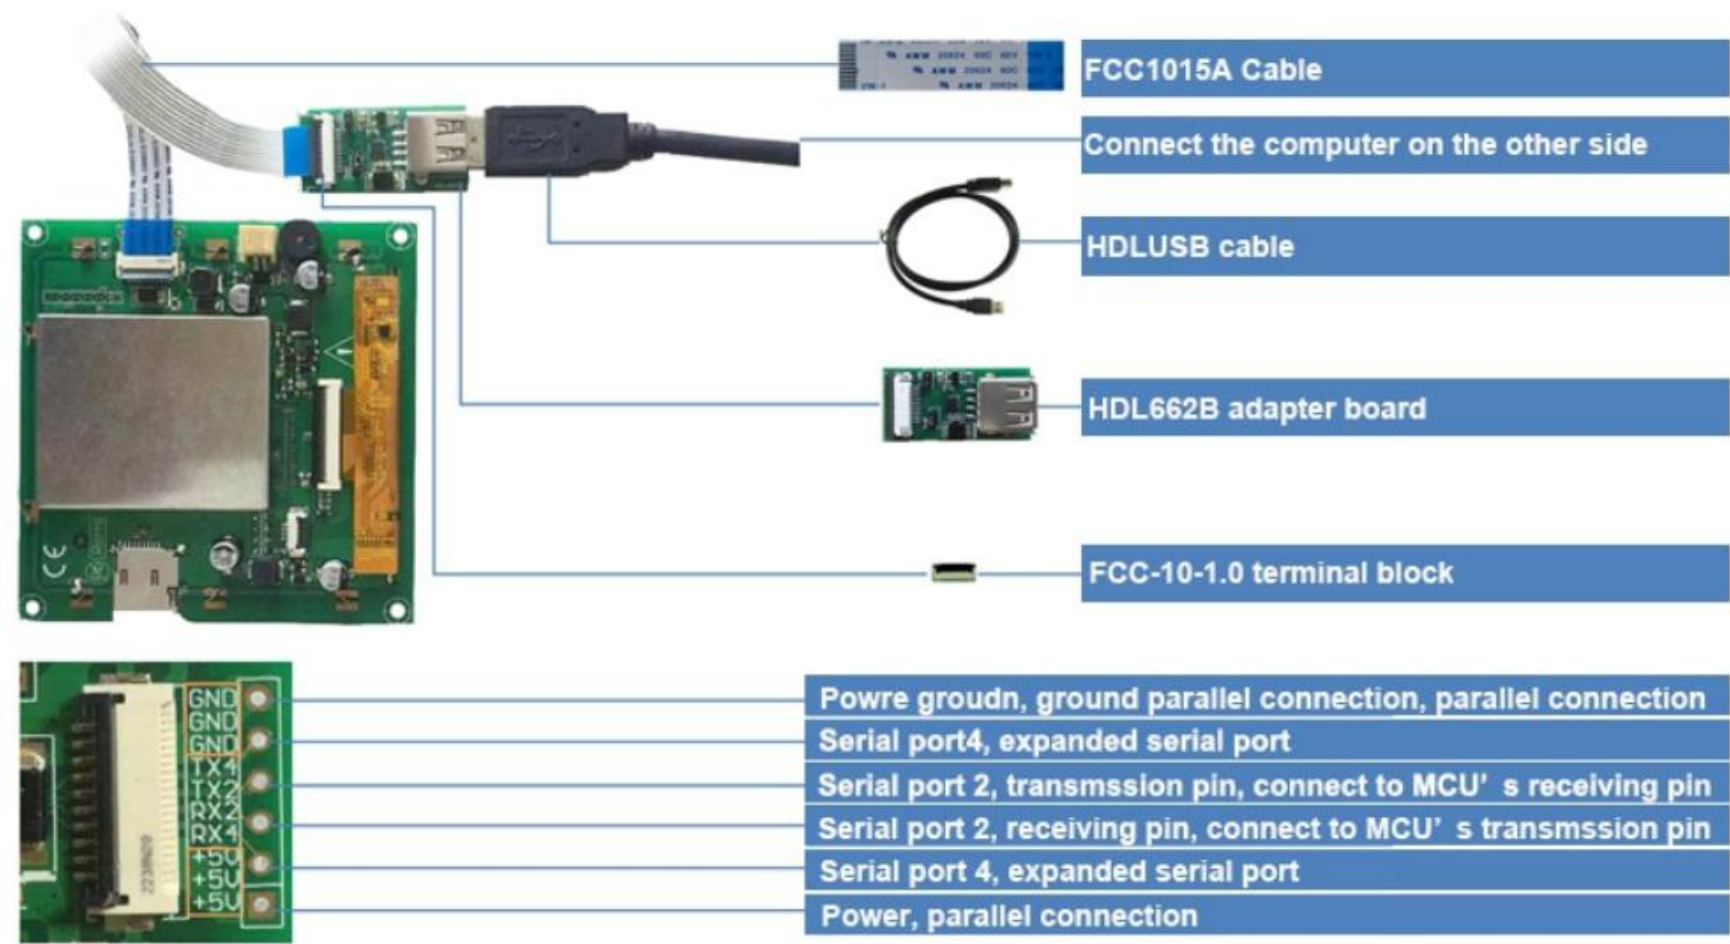 FCC1015A Cable
Connect the computer on the other side
HDLUSB cable
HDL662B adapter board
FCC-10-1.0 terminal block
CE
GND
GND
GND
TX4
TX2
RX2
RX4
+5V
+5V
+5V
Powre groudn, ground parallel connection, parallel connection
Serial port4, expanded serial port
Serial port 2, transmssion pin, connect to MCU’ s receiving pin
Serial port 2, receiving pin, connect to MCU’ s transmssion pin
Serial port 4, expanded serial port
Power, parallel connection